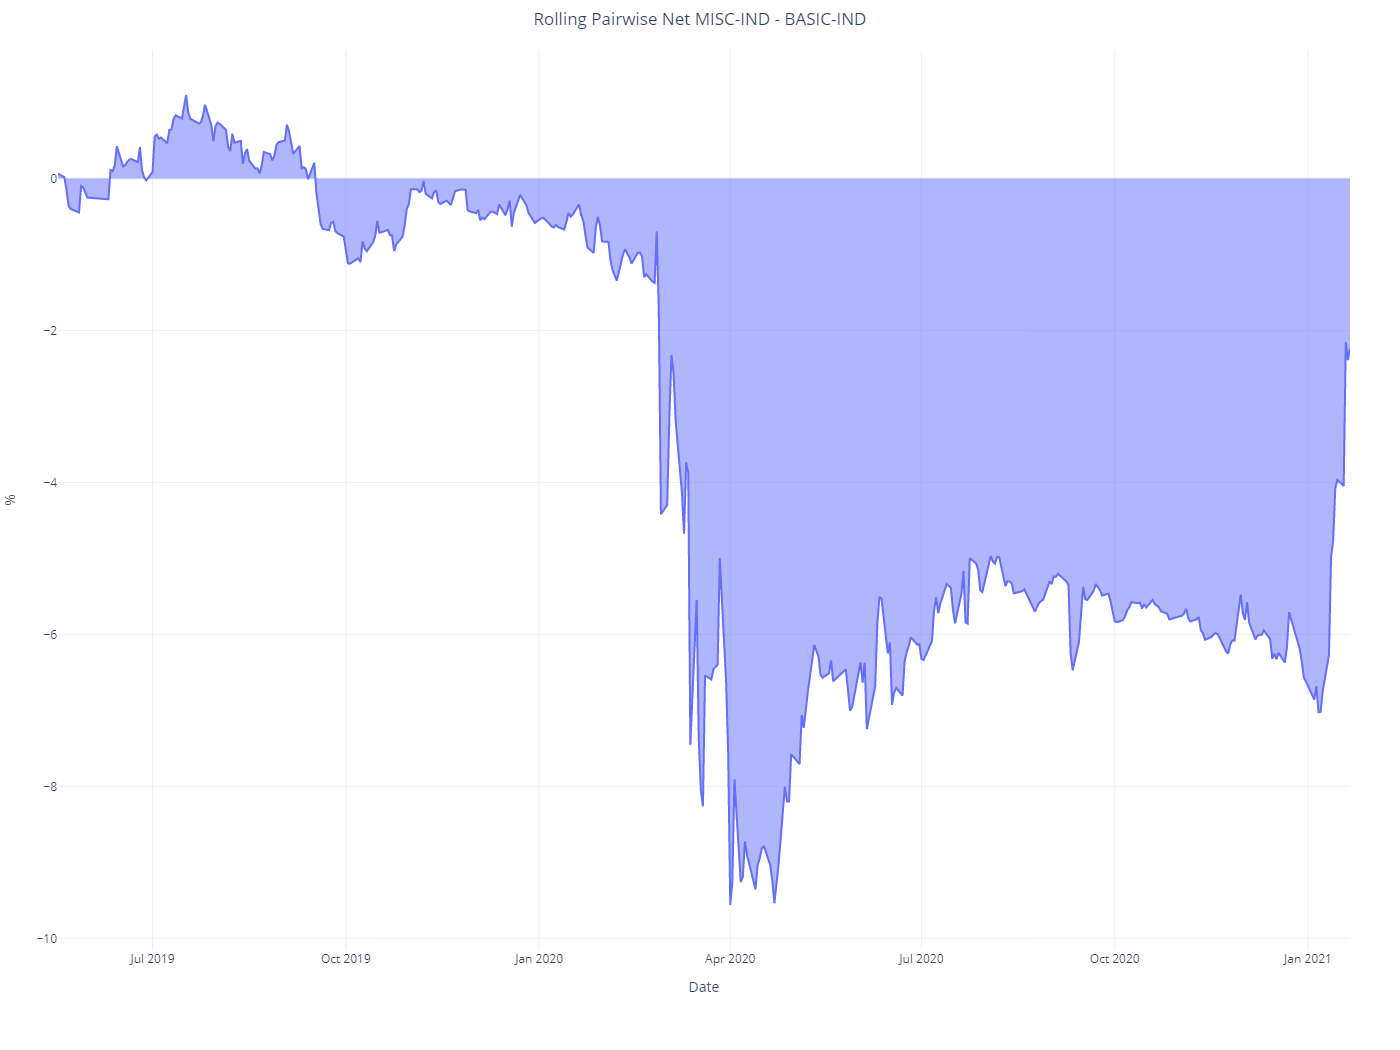 Rolling Pairwise Net MISC-IND - BASIC-IND
0
−2
−4
−6
−8
−10
%
Jul 2019
Oct 2019
Jan 2020
Apr 2020
Jul 2020
Oct 2020
Jan 2021
Date